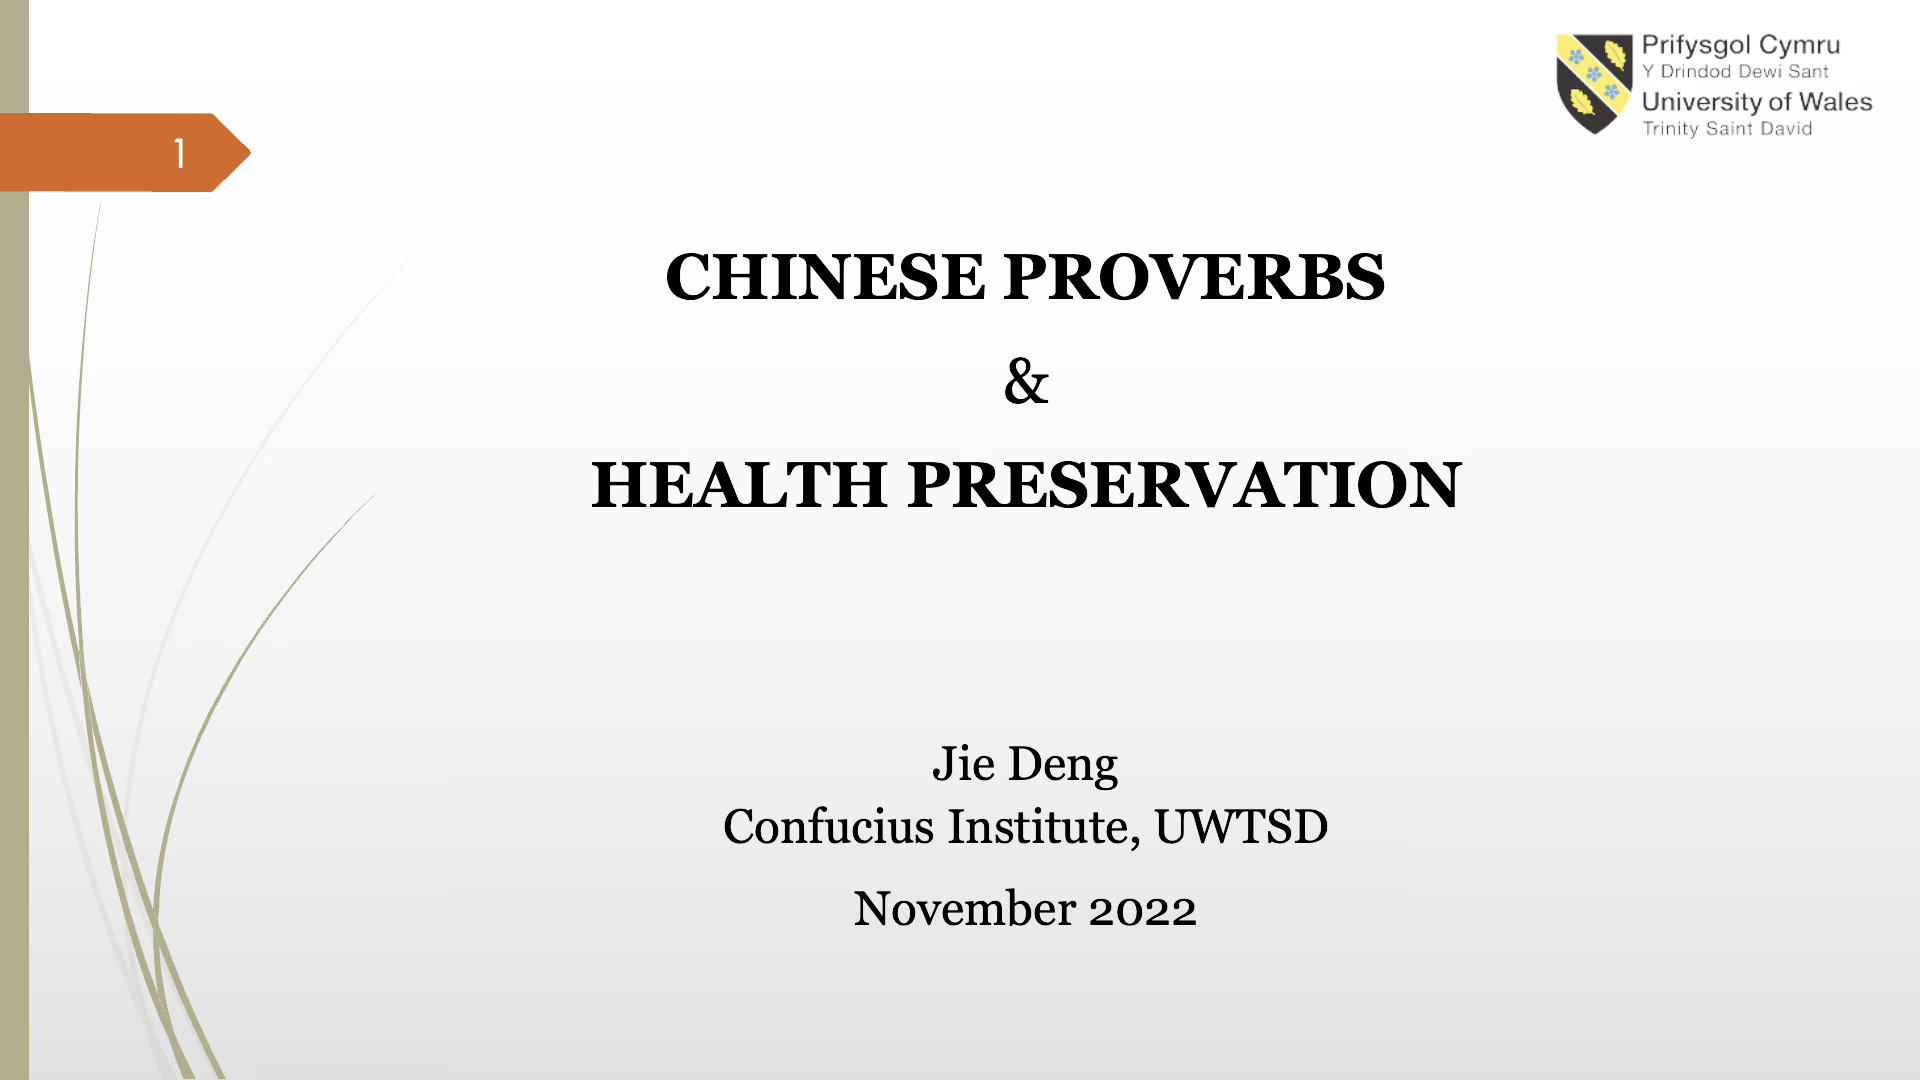 Prifysgol Cymru
Y Drindod Dewi Sant
University of Wales
Trinity Saint David
1
CHINESE PROVERBS
&
HEALTH PRESERVATION
Jie Deng
Confucius Institute, UWTSD
November 2022